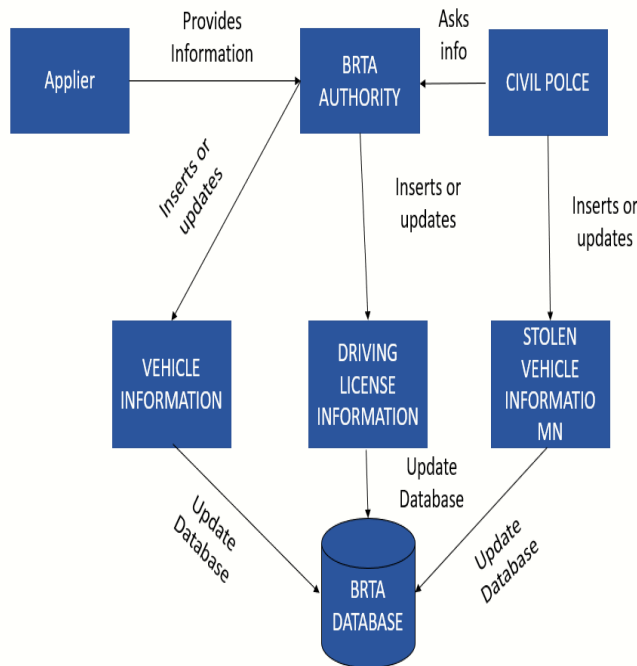 Provides
Information
Asks
info
Applier
BRTA
AUTHORITY
CIVIL POLCE
Inserts or
updates
Inserts or
updates
Inserts or
updates
VEHICLE
INFORMATION
DRIVING
LICENSE
INFORMATION
STOLEN
VEHICLE
INFORMATIO
MN
Update
Database
Update
Database
Update
Database
BRTA
DATABASE